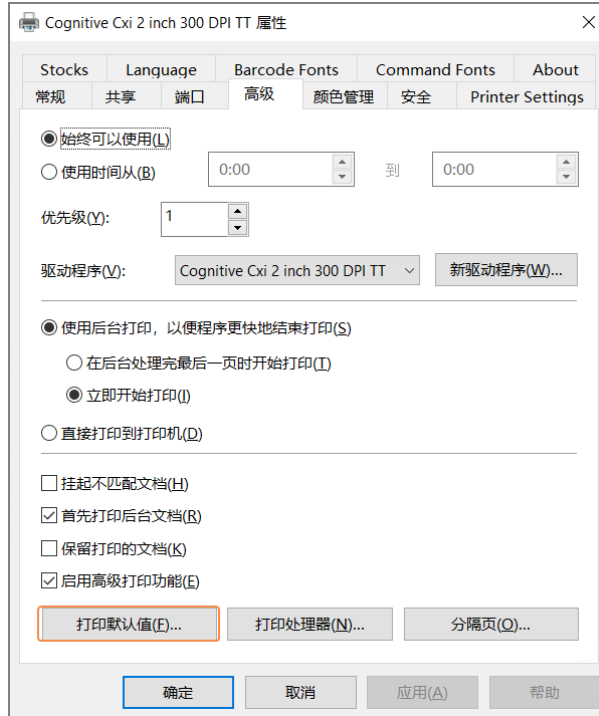 Cognitive Cxi 2 inch 300 DPI TT 属性
Stocks Language Barcode Fonts Command Fonts About
常规 共享 端口 高级 颜色管理 安全 Printer Settings
始终可以使用(L)
使用时间从(B) 0:00 到 0:00
优先级(Y): 1
驱动程序(V): Cognitive Cxi 2 inch 300 DPI TT 新驱动程序(W)...
使用后台打印，以便程序更快地结束打印(S)
在后台处理完最后一页时开始打印(T)
立即开始打印(I)
直接打印到打印机(D)
挂起不匹配文档(H)
首先打印后台文档(R)
保留打印的文档(K)
启用高级打印功能(E)
打印默认值(F)... 打印处理器(N)... 分隔页(O)...
确定 取消 应用(A) 帮助